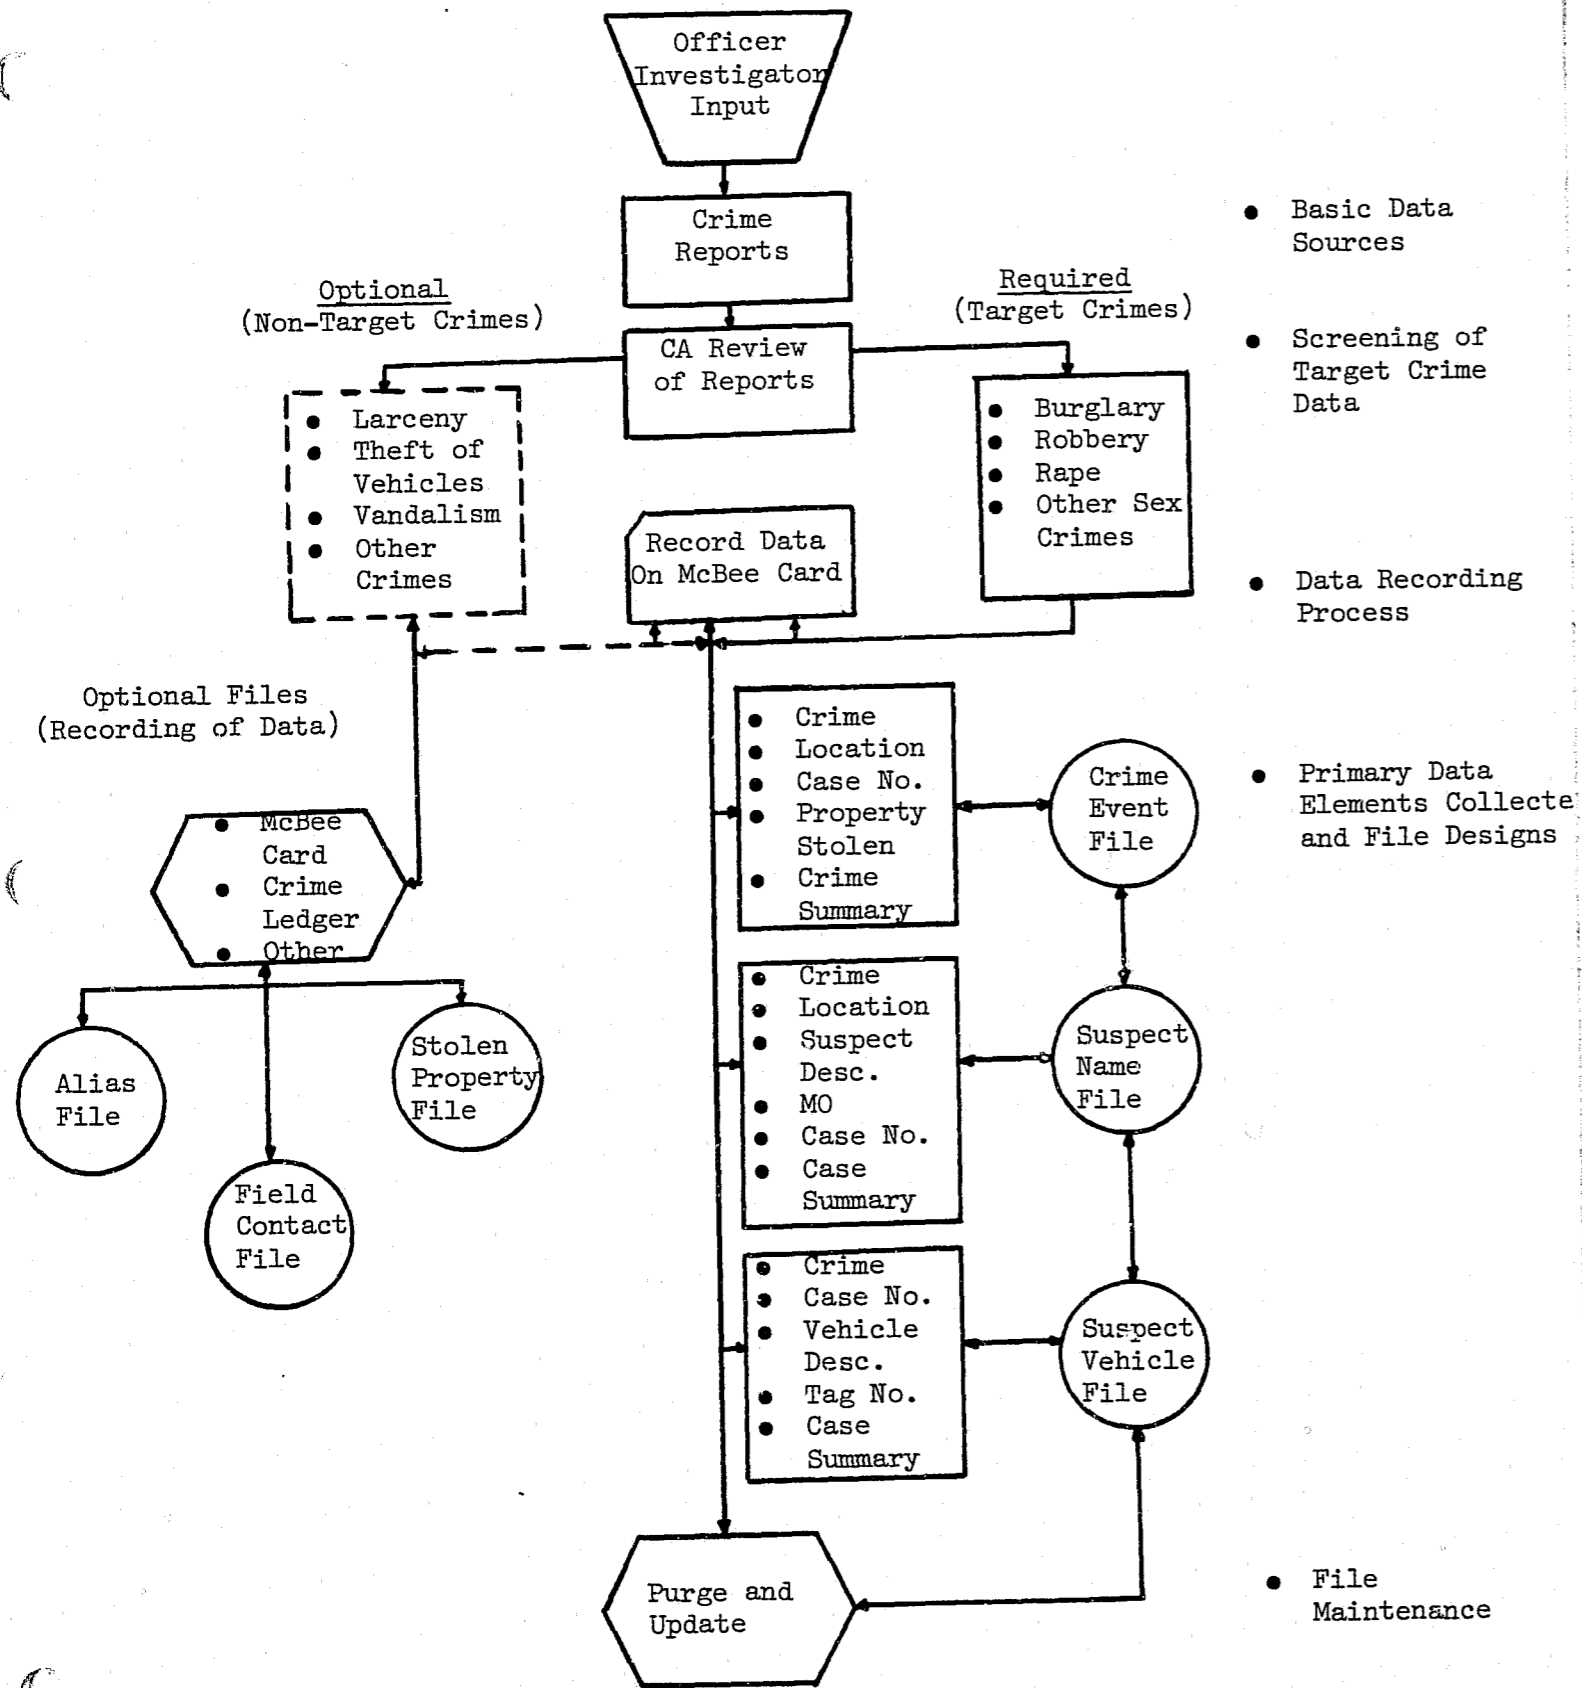 Officer
Investigator
Input
Crime
Reports
• Basic Data
Sources
Optional
(Non-Target Crimes)
Required
(Target Crimes)
CA Review
of Reports
• Screening of
Target Crime
Data
• Larceny
• Theft of
Vehicles
• Vandalism
• Other
Crimes
• Burglary
• Robbery
• Rape
• Other Sex
Crimes
Record Data
On McBee Card
• Data Recording
Process
Optional Files
(Recording of Data)
• McBee
Card
• Crime
Ledger
• Other
• Crime
• Location
• Case No.
• Property
Stolen
• Crime
Summary
Crime
Event
File
• Primary Data
Elements Collecte
and File Designs
Alias
File
Stolen
Property
File
Field
Contact
File
• Crime
• Location
• Suspect
Desc.
• MO
• Case No.
• Case
Summary
Suspect
Name
File
• Crime
• Case No.
• Vehicle
Desc.
• Tag No.
• Case
Summary
Suspect
Vehicle
File
Purge and
Update
• File
Maintenance